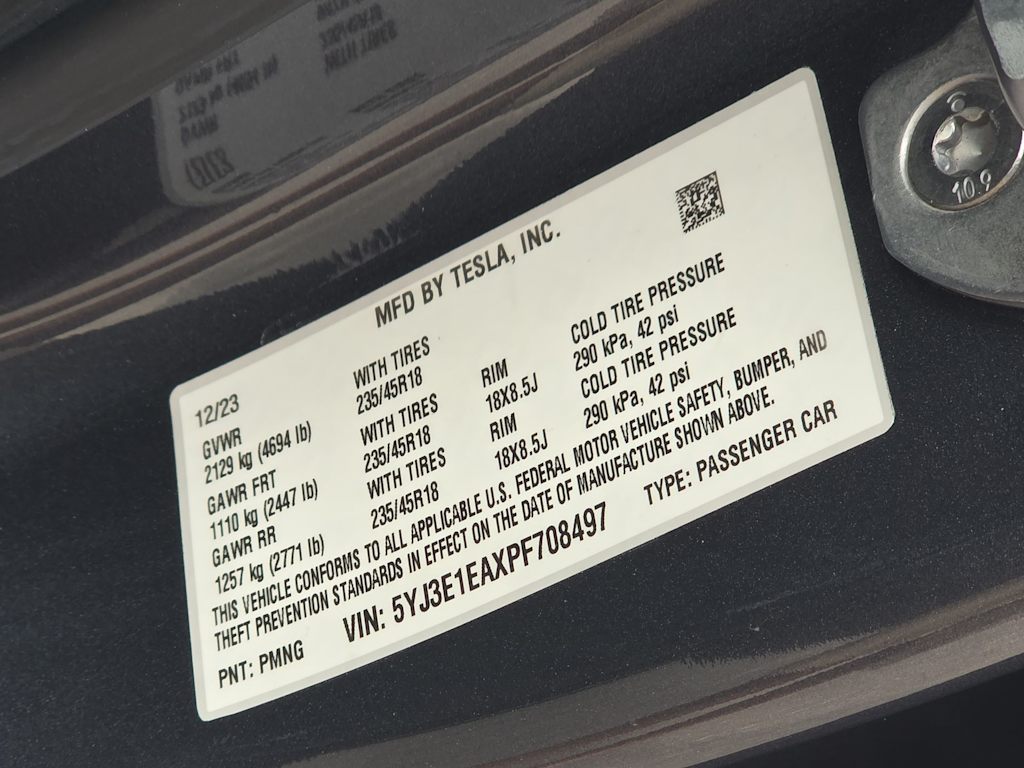 MFD BY TESLA, INC.
12/23
GVWR WITH TIRES RIM COLD TIRE PRESSURE
2129 kg (4694 lb) 235/45R18 18X8.5J 290 kPa, 42 psi
GAWR FRT WITH TIRES RIM COLD TIRE PRESSURE
1110 kg (2447 lb) 235/45R18 18X8.5J 290 kPa, 42 psi
GAWR RR WITH TIRES
1257 kg (2771 lb) 235/45R18
THIS VEHICLE CONFORMS TO ALL APPLICABLE U.S. FEDERAL MOTOR VEHICLE SAFETY, BUMPER, AND
THEFT PREVENTION STANDARDS IN EFFECT ON THE DATE OF MANUFACTURE SHOWN ABOVE.
PNT: PMNG VIN: 5YJ3E1EAXPF708497 TYPE: PASSENGER CAR
10.9